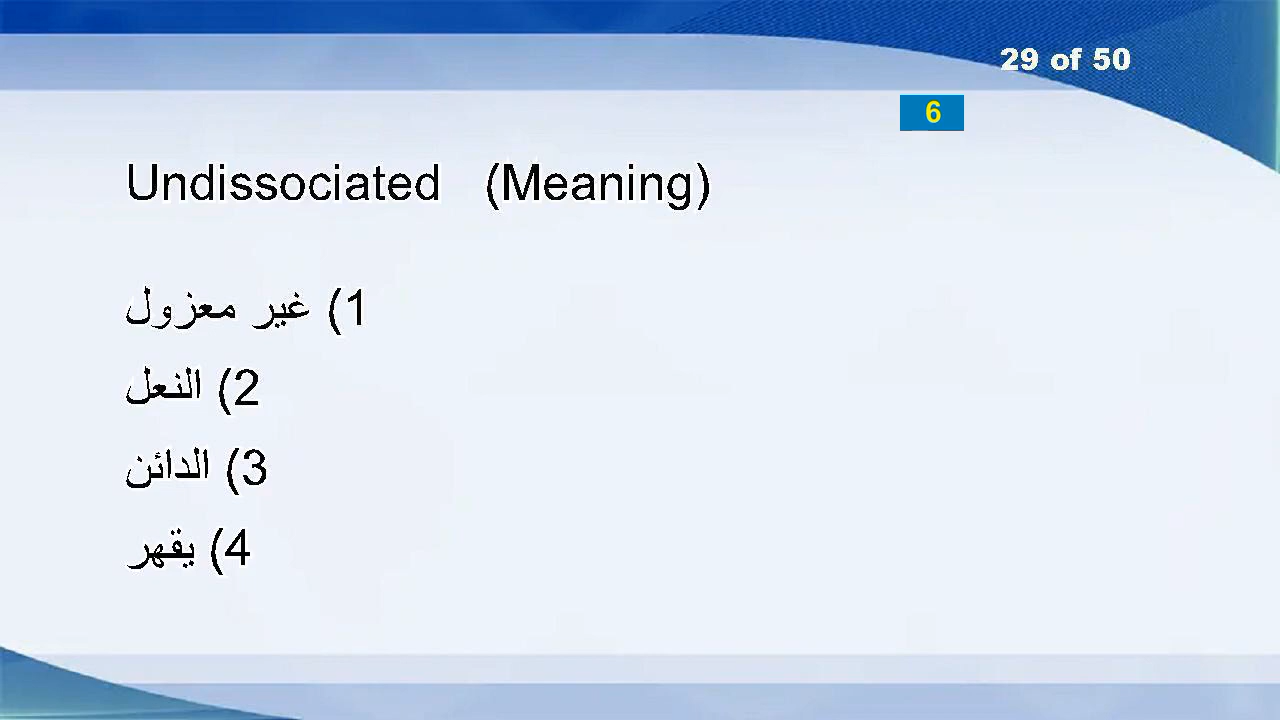 29 of 50
6
Undissociated (Meaning)
1) غير معزول
2) النعل
3) الدائن
4) يقهر